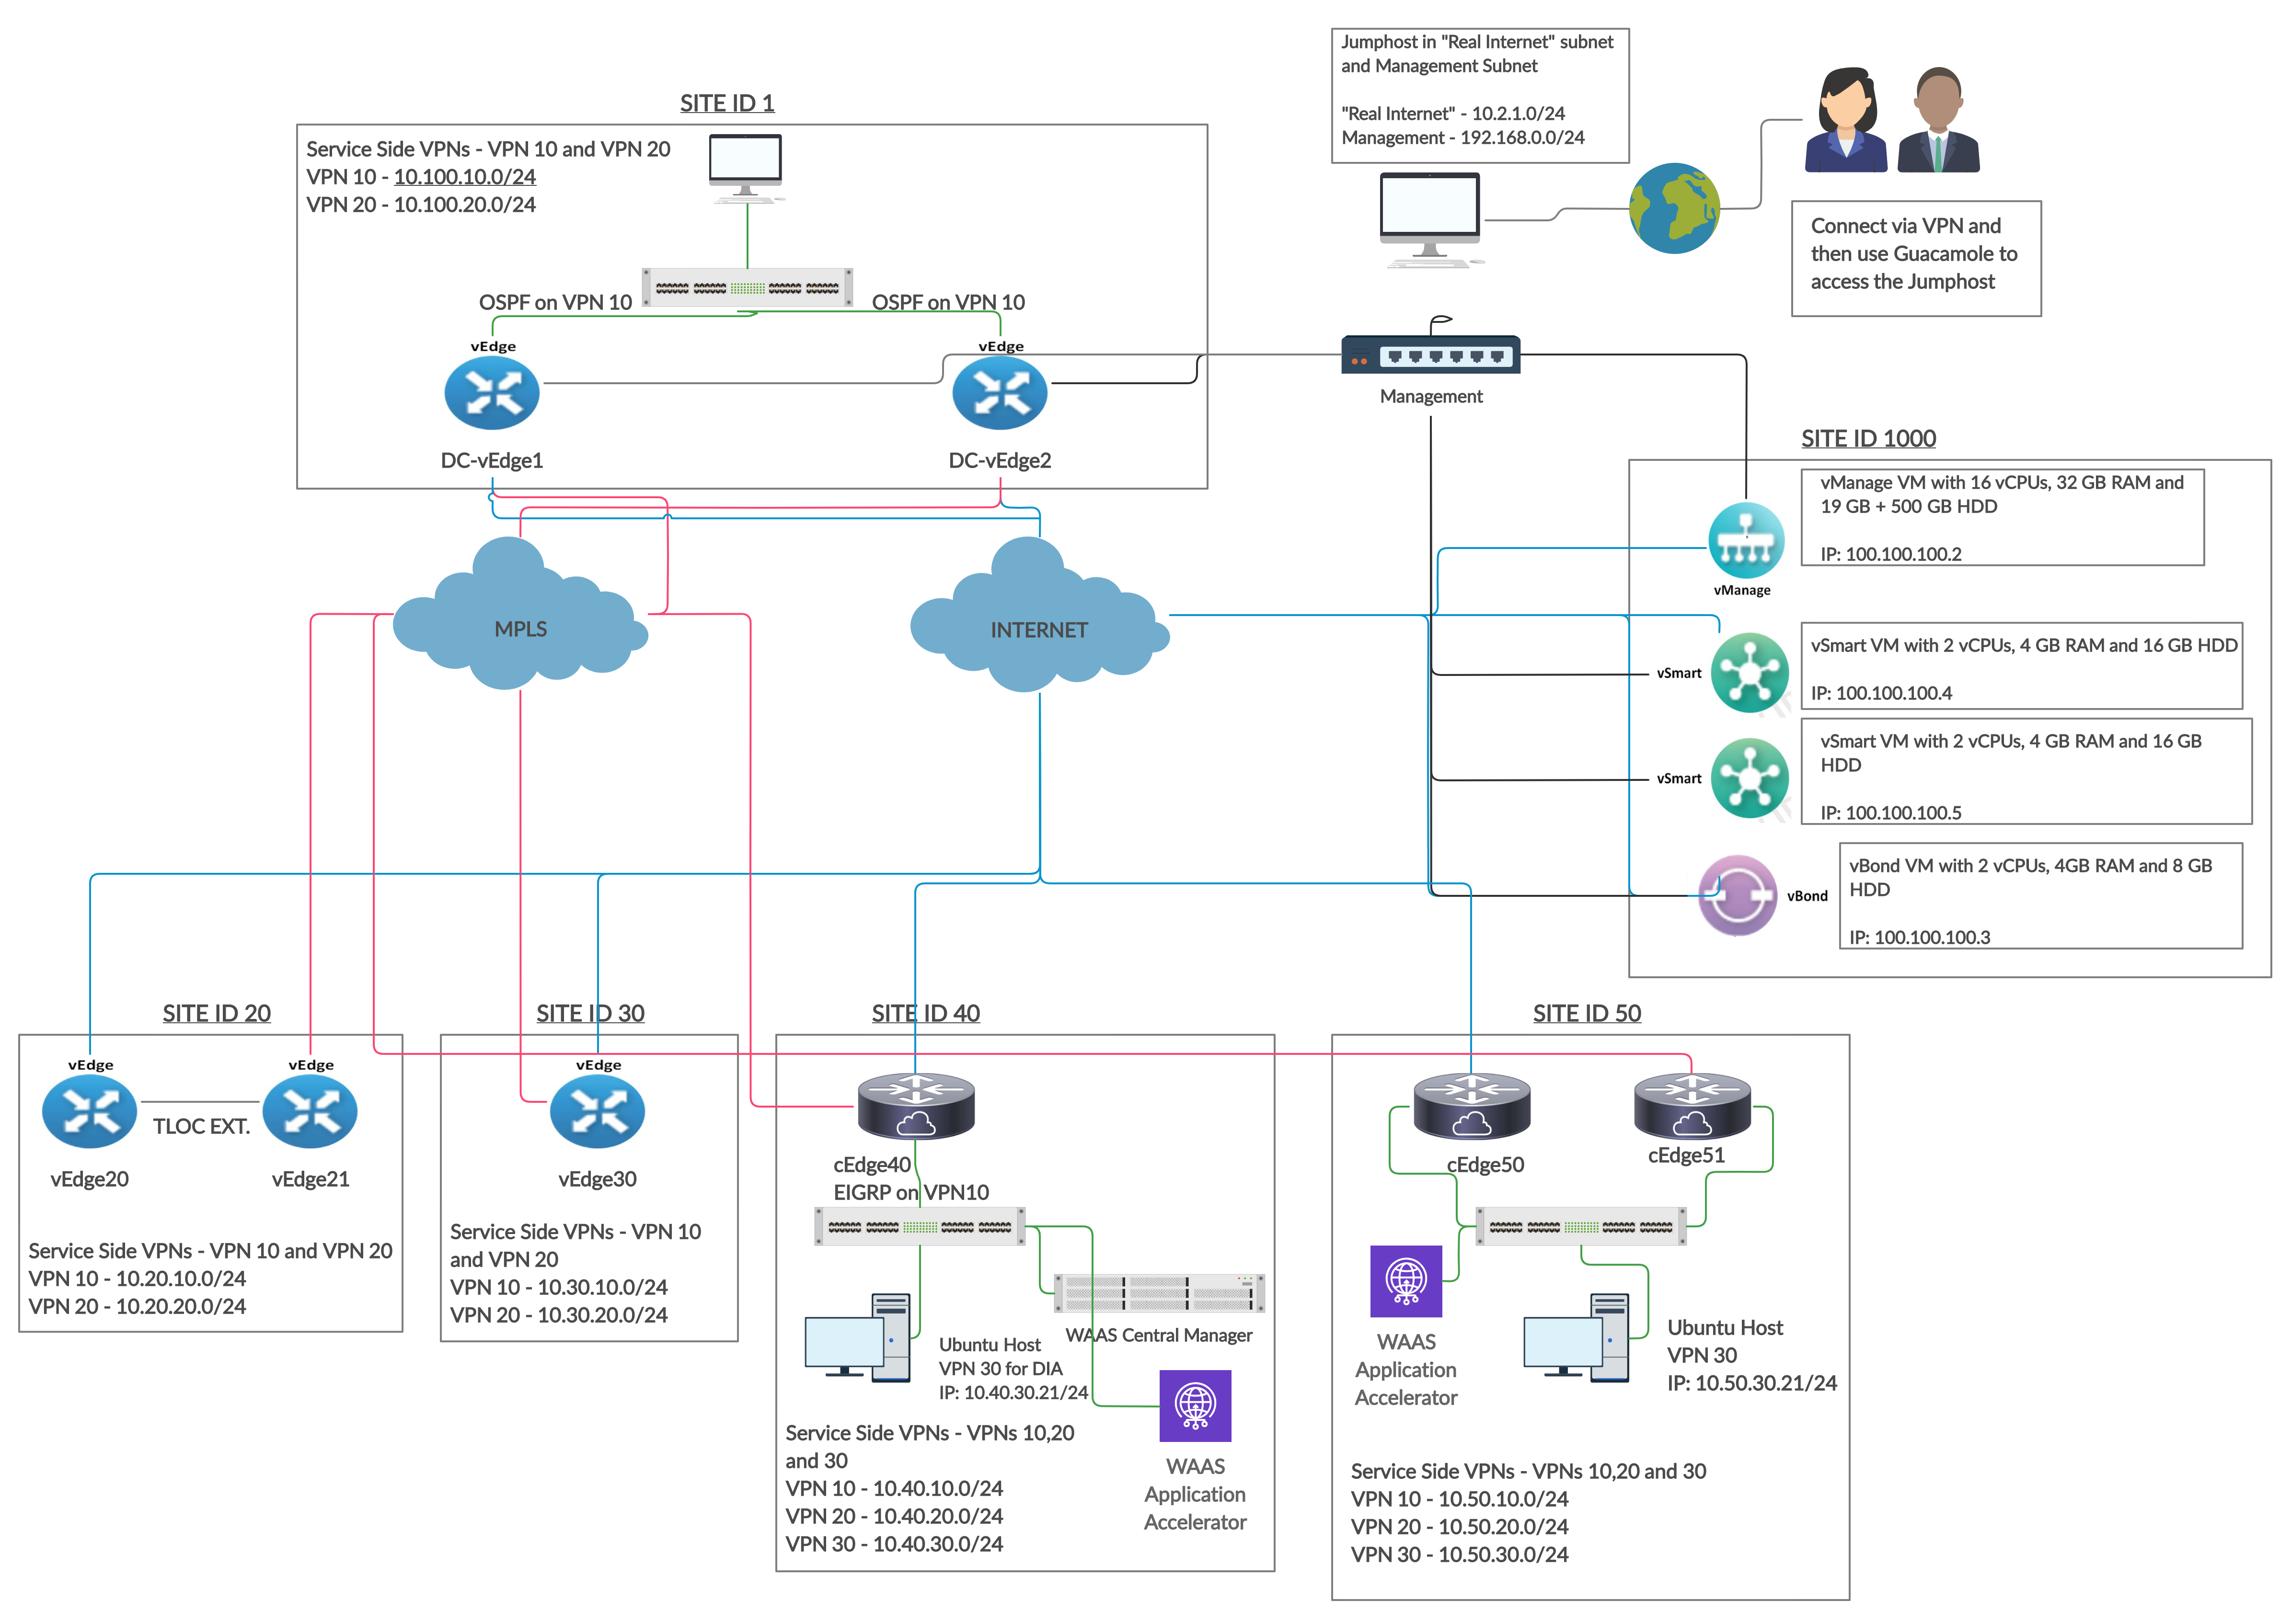 Jumphost in "Real Internet" subnet
and Management Subnet
"Real Internet" - 10.2.1.0/24
Management - 192.168.0.0/24
SITE ID 1
Service Side VPNs - VPN 10 and VPN 20
VPN 10 - 10.100.10.0/24
VPN 20 - 10.100.20.0/24
Connect via VPN and
then use Guacamole to
access the Jumphost
OSPF on VPN 10
OSPF on VPN 10
vEdge
vEdge
DC-vEdge1
DC-vEdge2
Management
SITE ID 1000
vManage VM with 16 vCPUs, 32 GB RAM and
19 GB + 500 GB HDD
IP: 100.100.100.2
vManage
MPLS
INTERNET
vSmart
vSmart VM with 2 vCPUs, 4 GB RAM and 16 GB HDD
IP: 100.100.100.4
vSmart
vSmart VM with 2 vCPUs, 4 GB RAM and 16 GB
HDD
IP: 100.100.100.5
vBond
vBond VM with 2 vCPUs, 4GB RAM and 8 GB
HDD
IP: 100.100.100.3
SITE ID 20
vEdge
vEdge
TLOC EXT.
vEdge20
vEdge21
Service Side VPNs - VPN 10 and VPN 20
VPN 10 - 10.20.10.0/24
VPN 20 - 10.20.20.0/24
SITE ID 30
vEdge
vEdge30
Service Side VPNs - VPN 10
and VPN 20
VPN 10 - 10.30.10.0/24
VPN 20 - 10.30.20.0/24
SITE ID 40
cEdge40
EIGRP on VPN10
WAAS Central Manager
Ubuntu Host
VPN 30 for DIA
IP: 10.40.30.21/24
WAAS
Application
Accelerator
Service Side VPNs - VPNs 10,20
and 30
VPN 10 - 10.40.10.0/24
VPN 20 - 10.40.20.0/24
VPN 30 - 10.40.30.0/24
SITE ID 50
cEdge50
cEdge51
WAAS
Application
Accelerator
Ubuntu Host
VPN 30
IP: 10.50.30.21/24
Service Side VPNs - VPNs 10,20 and 30
VPN 10 - 10.50.10.0/24
VPN 20 - 10.50.20.0/24
VPN 30 - 10.50.30.0/24